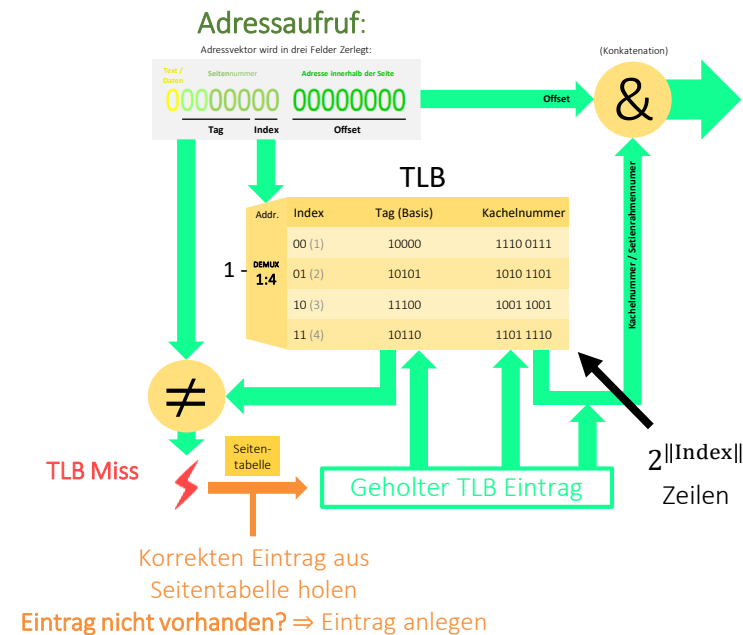 Adressaufruf:
Adressvektor wird in drei Felder Zerlegt:
(Konkatenation)
Text / Daten
Seitennummer
Adresse innerhalb der Seite
00000000 00000000
Tag Index Offset
Offset
&
TLB
Addr. Index Tag (Basis) Kachelnummer
00 (1) 10000 1110 0111
01 (2) 10101 1010 1101
10 (3) 11100 1001 1001
11 (4) 10110 1101 1110
1 -
DEMUX
1:4
Kachelnummer / Setienrahmennumer
≠
TLB Miss
Seiten-
tabelle
Geholter TLB Eintrag
2^‖Index‖
Zeilen
Korrekten Eintrag aus
Seitentabelle holen
Eintrag nicht vorhanden? ⇒ Eintrag anlegen